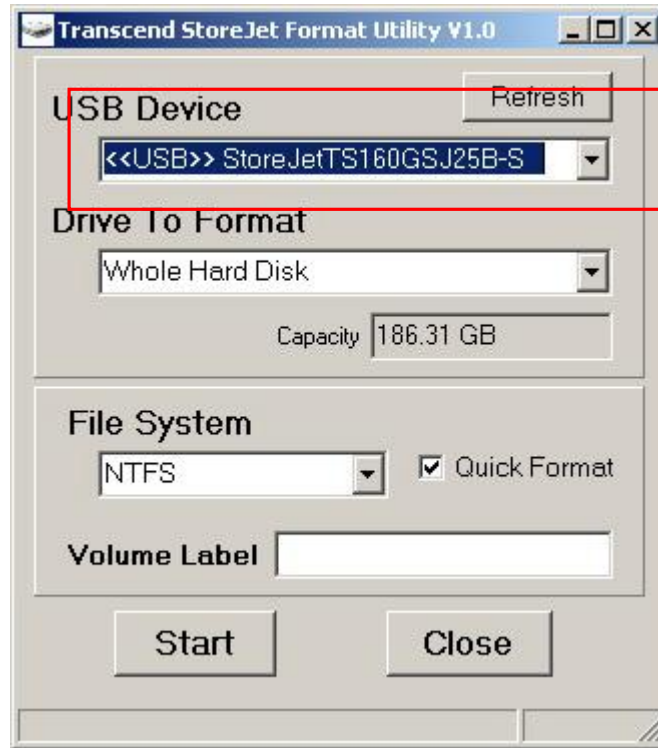 Transcend StoreJet Format Utility V1.0
USB Device
Refresh
<<USB>> StoreJetTS160GSJ25B-S
Drive To Format
Whole Hard Disk
Capacity 186.31 GB
File System
NTFS
Quick Format
Volume Label
Start
Close